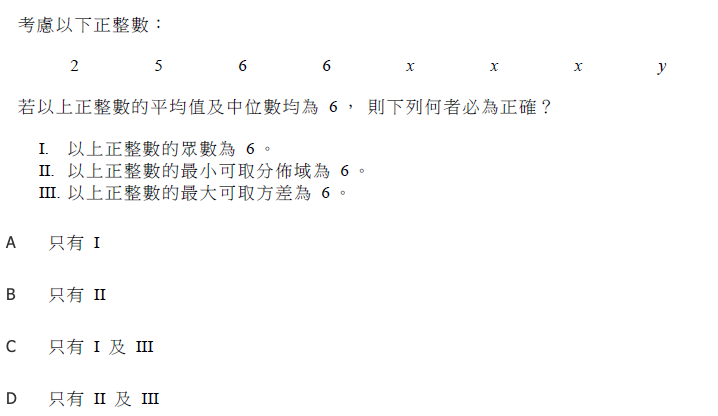 考慮以下正整數：
2 5 6 6 x x x y
若以上正整數的平均值及中位數均為 6 ， 則下列何者必為正確？
I. 以上正整數的眾數為 6 。
II. 以上正整數的最小可取分佈域為 6 。
III. 以上正整數的最大可取方差為 6 。
A 只有 I
B 只有 II
C 只有 I 及 III
D 只有 II 及 III